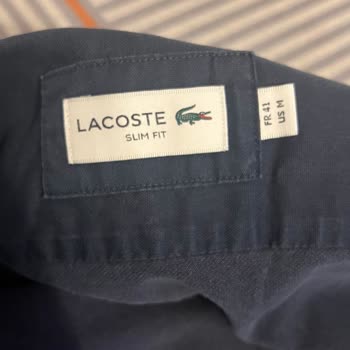 LACOSTE
SLIM FIT
FR 41
US M